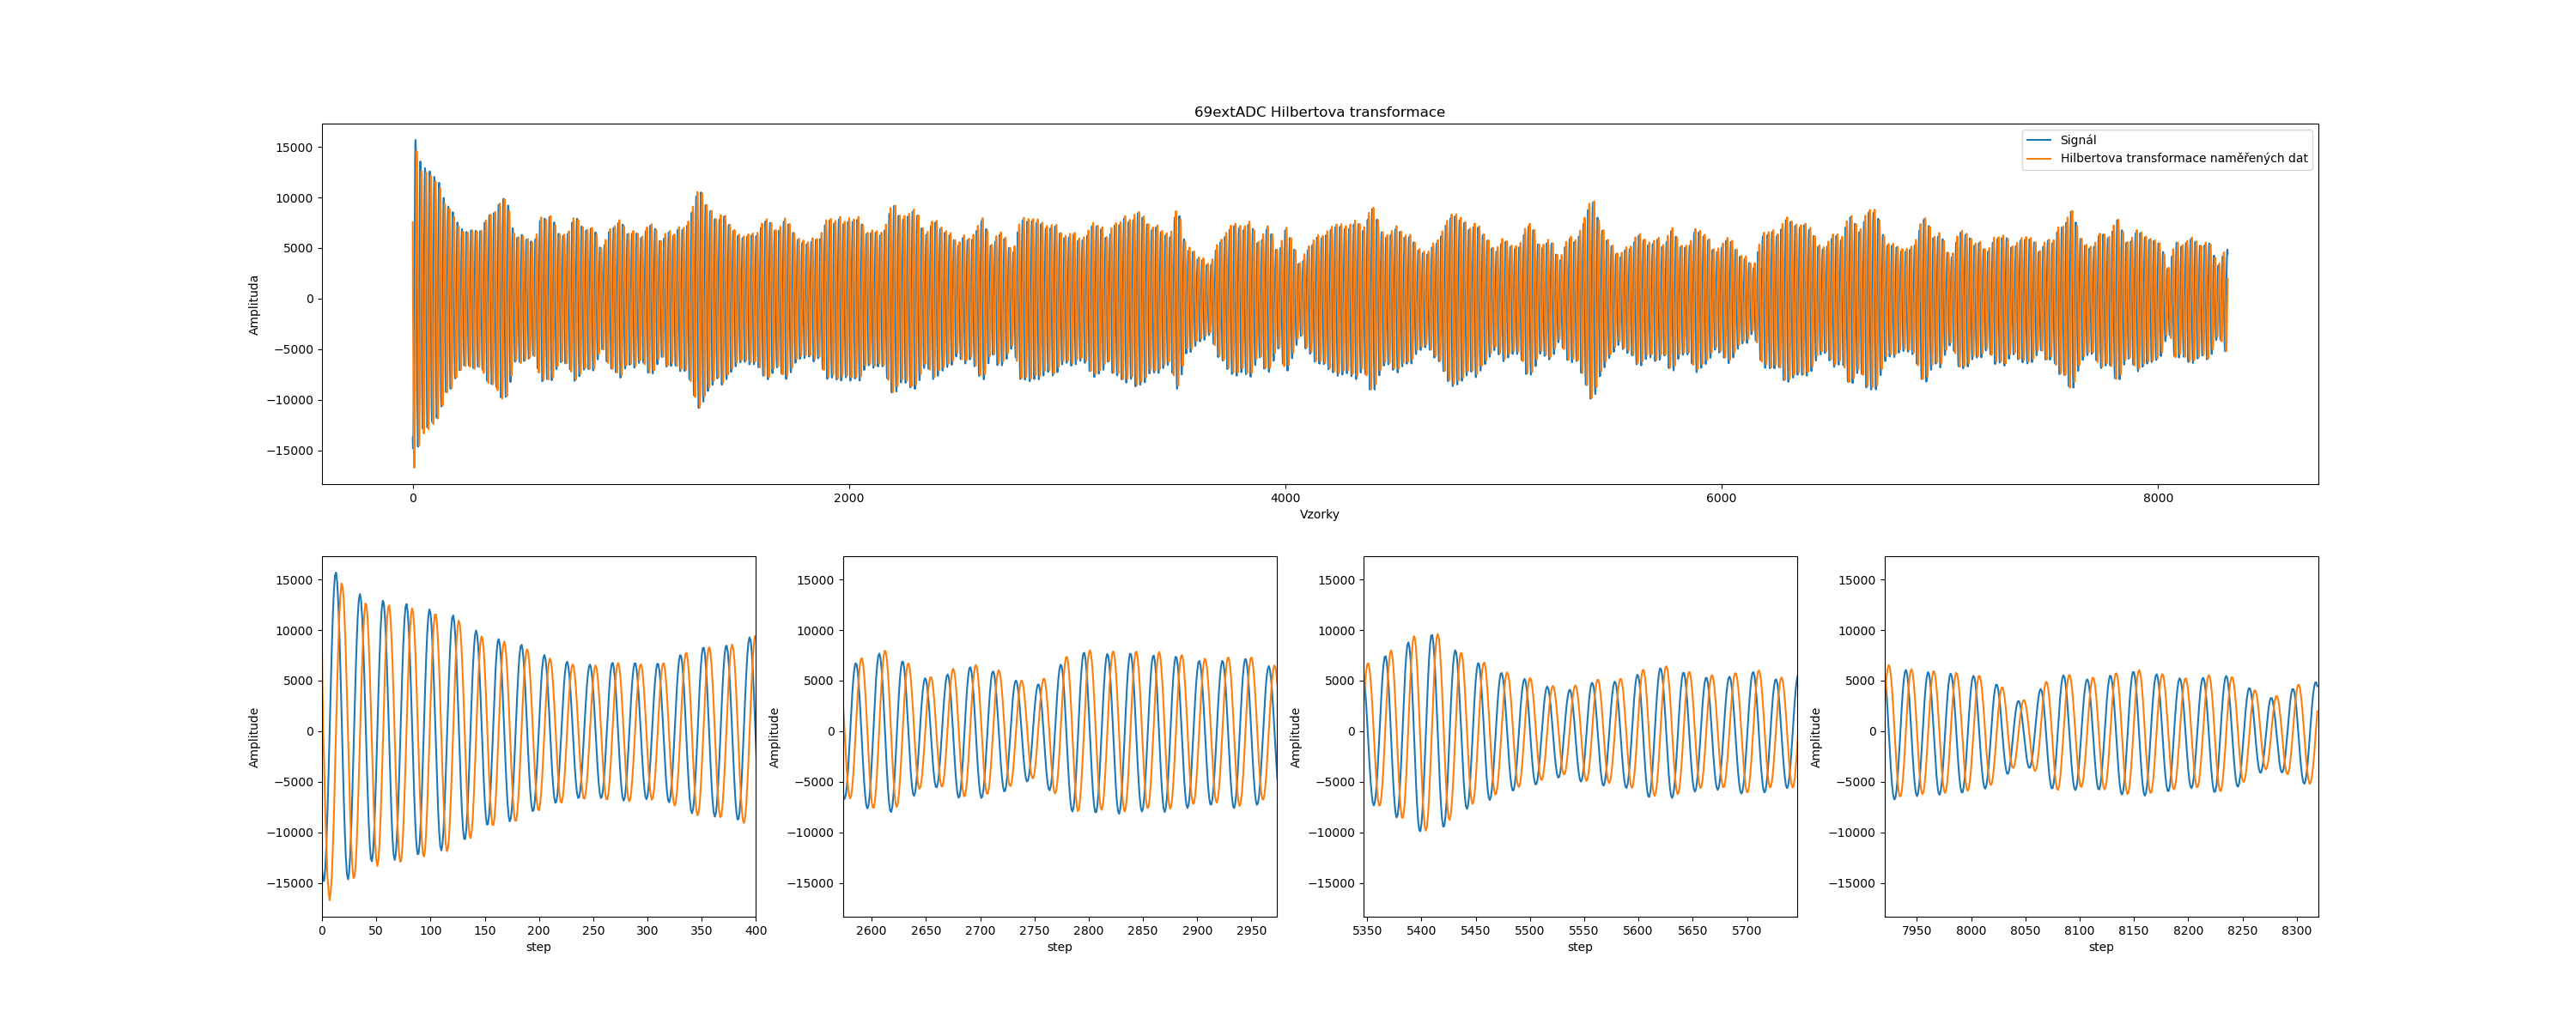 69extADC Hilbertova transformace
Signál
Hilbertova transformace naměřených dat
15000
10000
5000
0
−5000
−10000
−15000
Amplituda
0 2000 4000 6000 8000
Vzorky
15000
10000
5000
0
−5000
−10000
−15000
Amplitude
0 50 100 150 200 250 300 350 400
step
15000
10000
5000
0
−5000
−10000
−15000
Amplitude
2600 2650 2700 2750 2800 2850 2900 2950
step
15000
10000
5000
0
−5000
−10000
−15000
Amplitude
5350 5400 5450 5500 5550 5600 5650 5700
step
15000
10000
5000
0
−5000
−10000
−15000
Amplitude
7950 8000 8050 8100 8150 8200 8250 8300
step